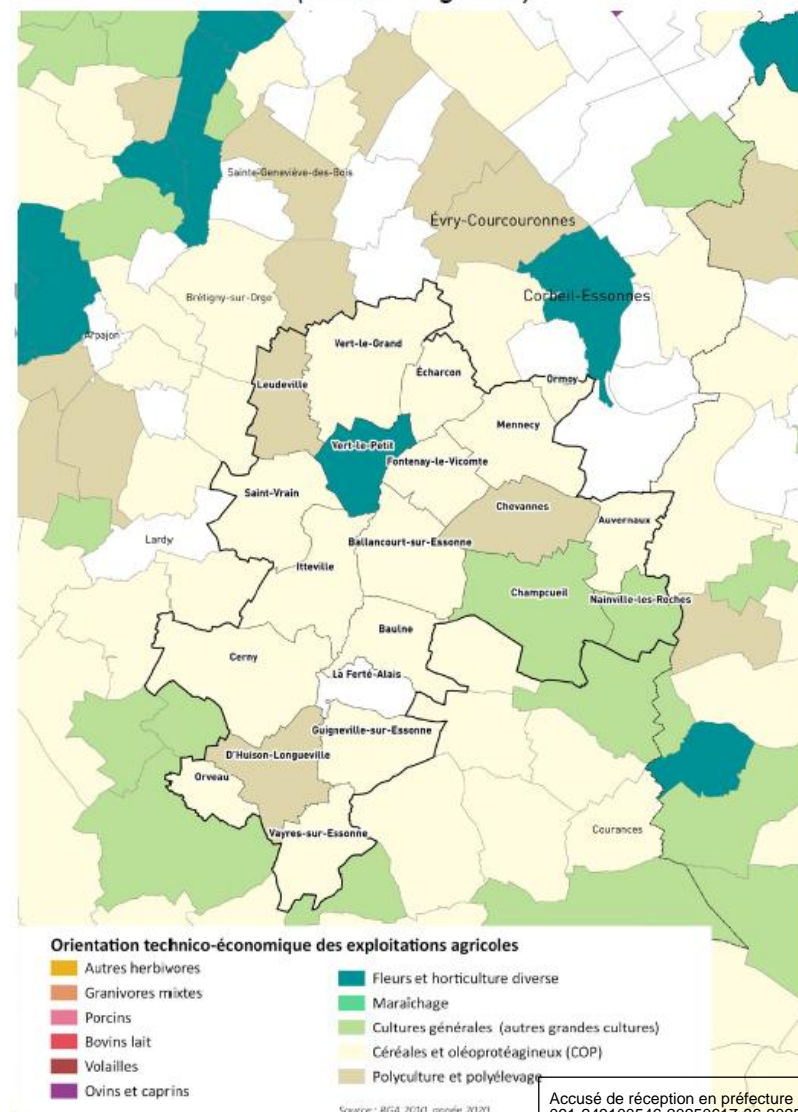 Sainte-Geneviève-des-Bois
Évry-Courcouronnes
Brétigny-sur-Orge
Corbeil-Essonnes
Arpajon
Vert-le-Grand
Écharcon
Leudeville
Ormoy
Mennecy
Vert-le-Petit
Fontenay-le-Vicomte
Saint-Vrain
Chevannes
Auvernaux
Lardy
Ballancourt-sur-Essonne
Itteville
Champcueil
Nainville-les-Roches
Baulne
Cerny
La Ferté-Alais
Guigneville-sur-Essonne
D'Huison-Longueville
Orveau
Vayres-sur-Essonne
Courances
Orientation technico-économique des exploitations agricoles
Autres herbivores
Granivores mixtes
Porcins
Bovins lait
Volailles
Ovins et caprins
Fleurs et horticulture diverse
Maraîchage
Cultures générales (autres grandes cultures)
Céréales et oléoprotéagineux (COP)
Polyculture et polyélevage
Source : RGA 2010, année 2020
Accusé de réception en préfecture